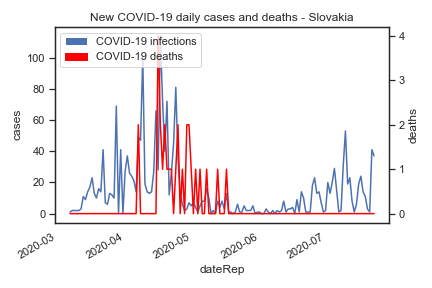 New COVID-19 daily cases and deaths - Slovakia
COVID-19 infections
COVID-19 deaths
100
80
60
40
20
0
cases
4
3
2
1
0
deaths
2020-03
2020-04
2020-05
2020-06
2020-07
dateRep